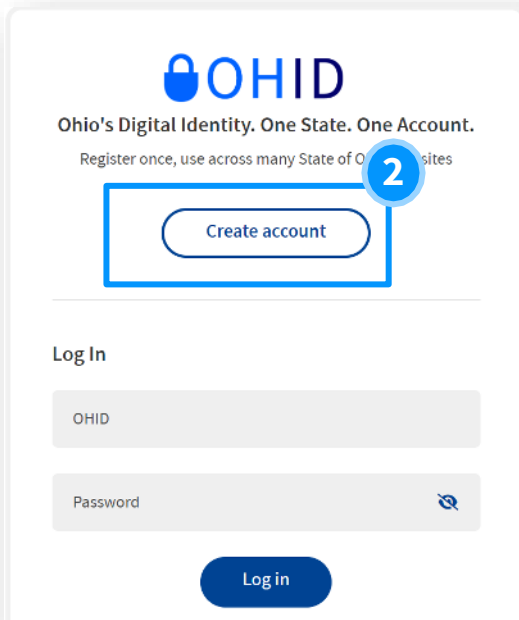 OHID
Ohio's Digital Identity. One State. One Account.
Register once, use across many State of sites
2
Create account
Log In
OHID
Password
Log in